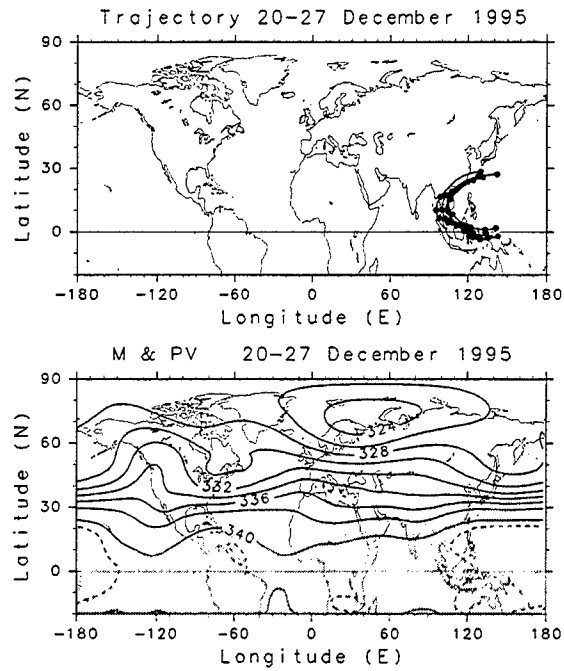 Trajectory 20-27 December 1995
90
60
30
0
Latitude (N)
-180 -120 -60 0 60 120 180
Longitude (E)
M & PV 20-27 December 1995
90
60
30
0
Latitude (N)
324
328
332
336
340
-180 -120 -60 0 60 120 180
Longitude (E)